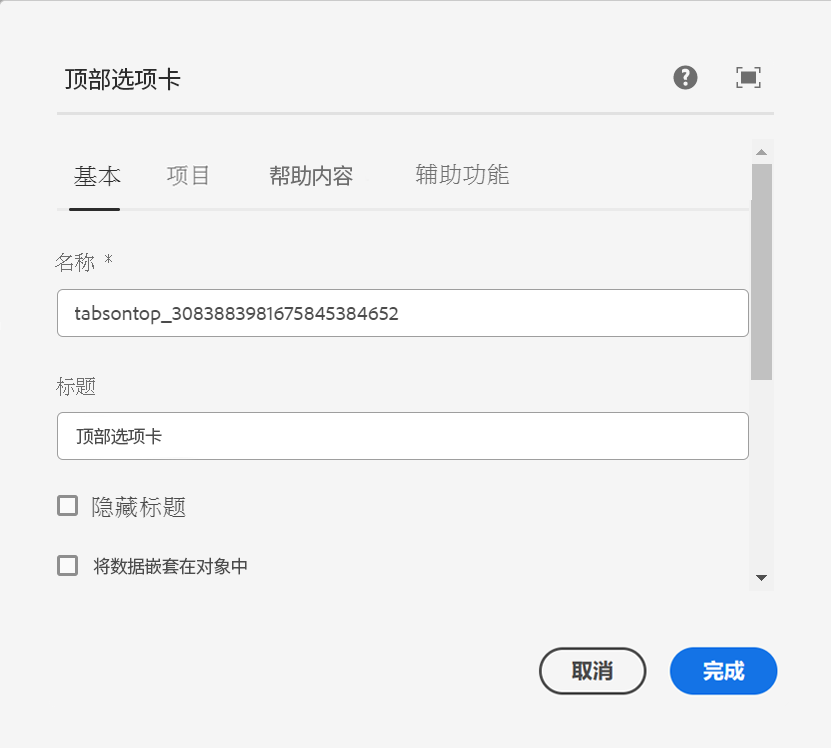 顶部选项卡
基本 项目 帮助内容 辅助功能
名称 *
tabsontop_3083883981675845384652
标题
顶部选项卡
隐藏标题
将数据嵌套在对象中
取消 完成